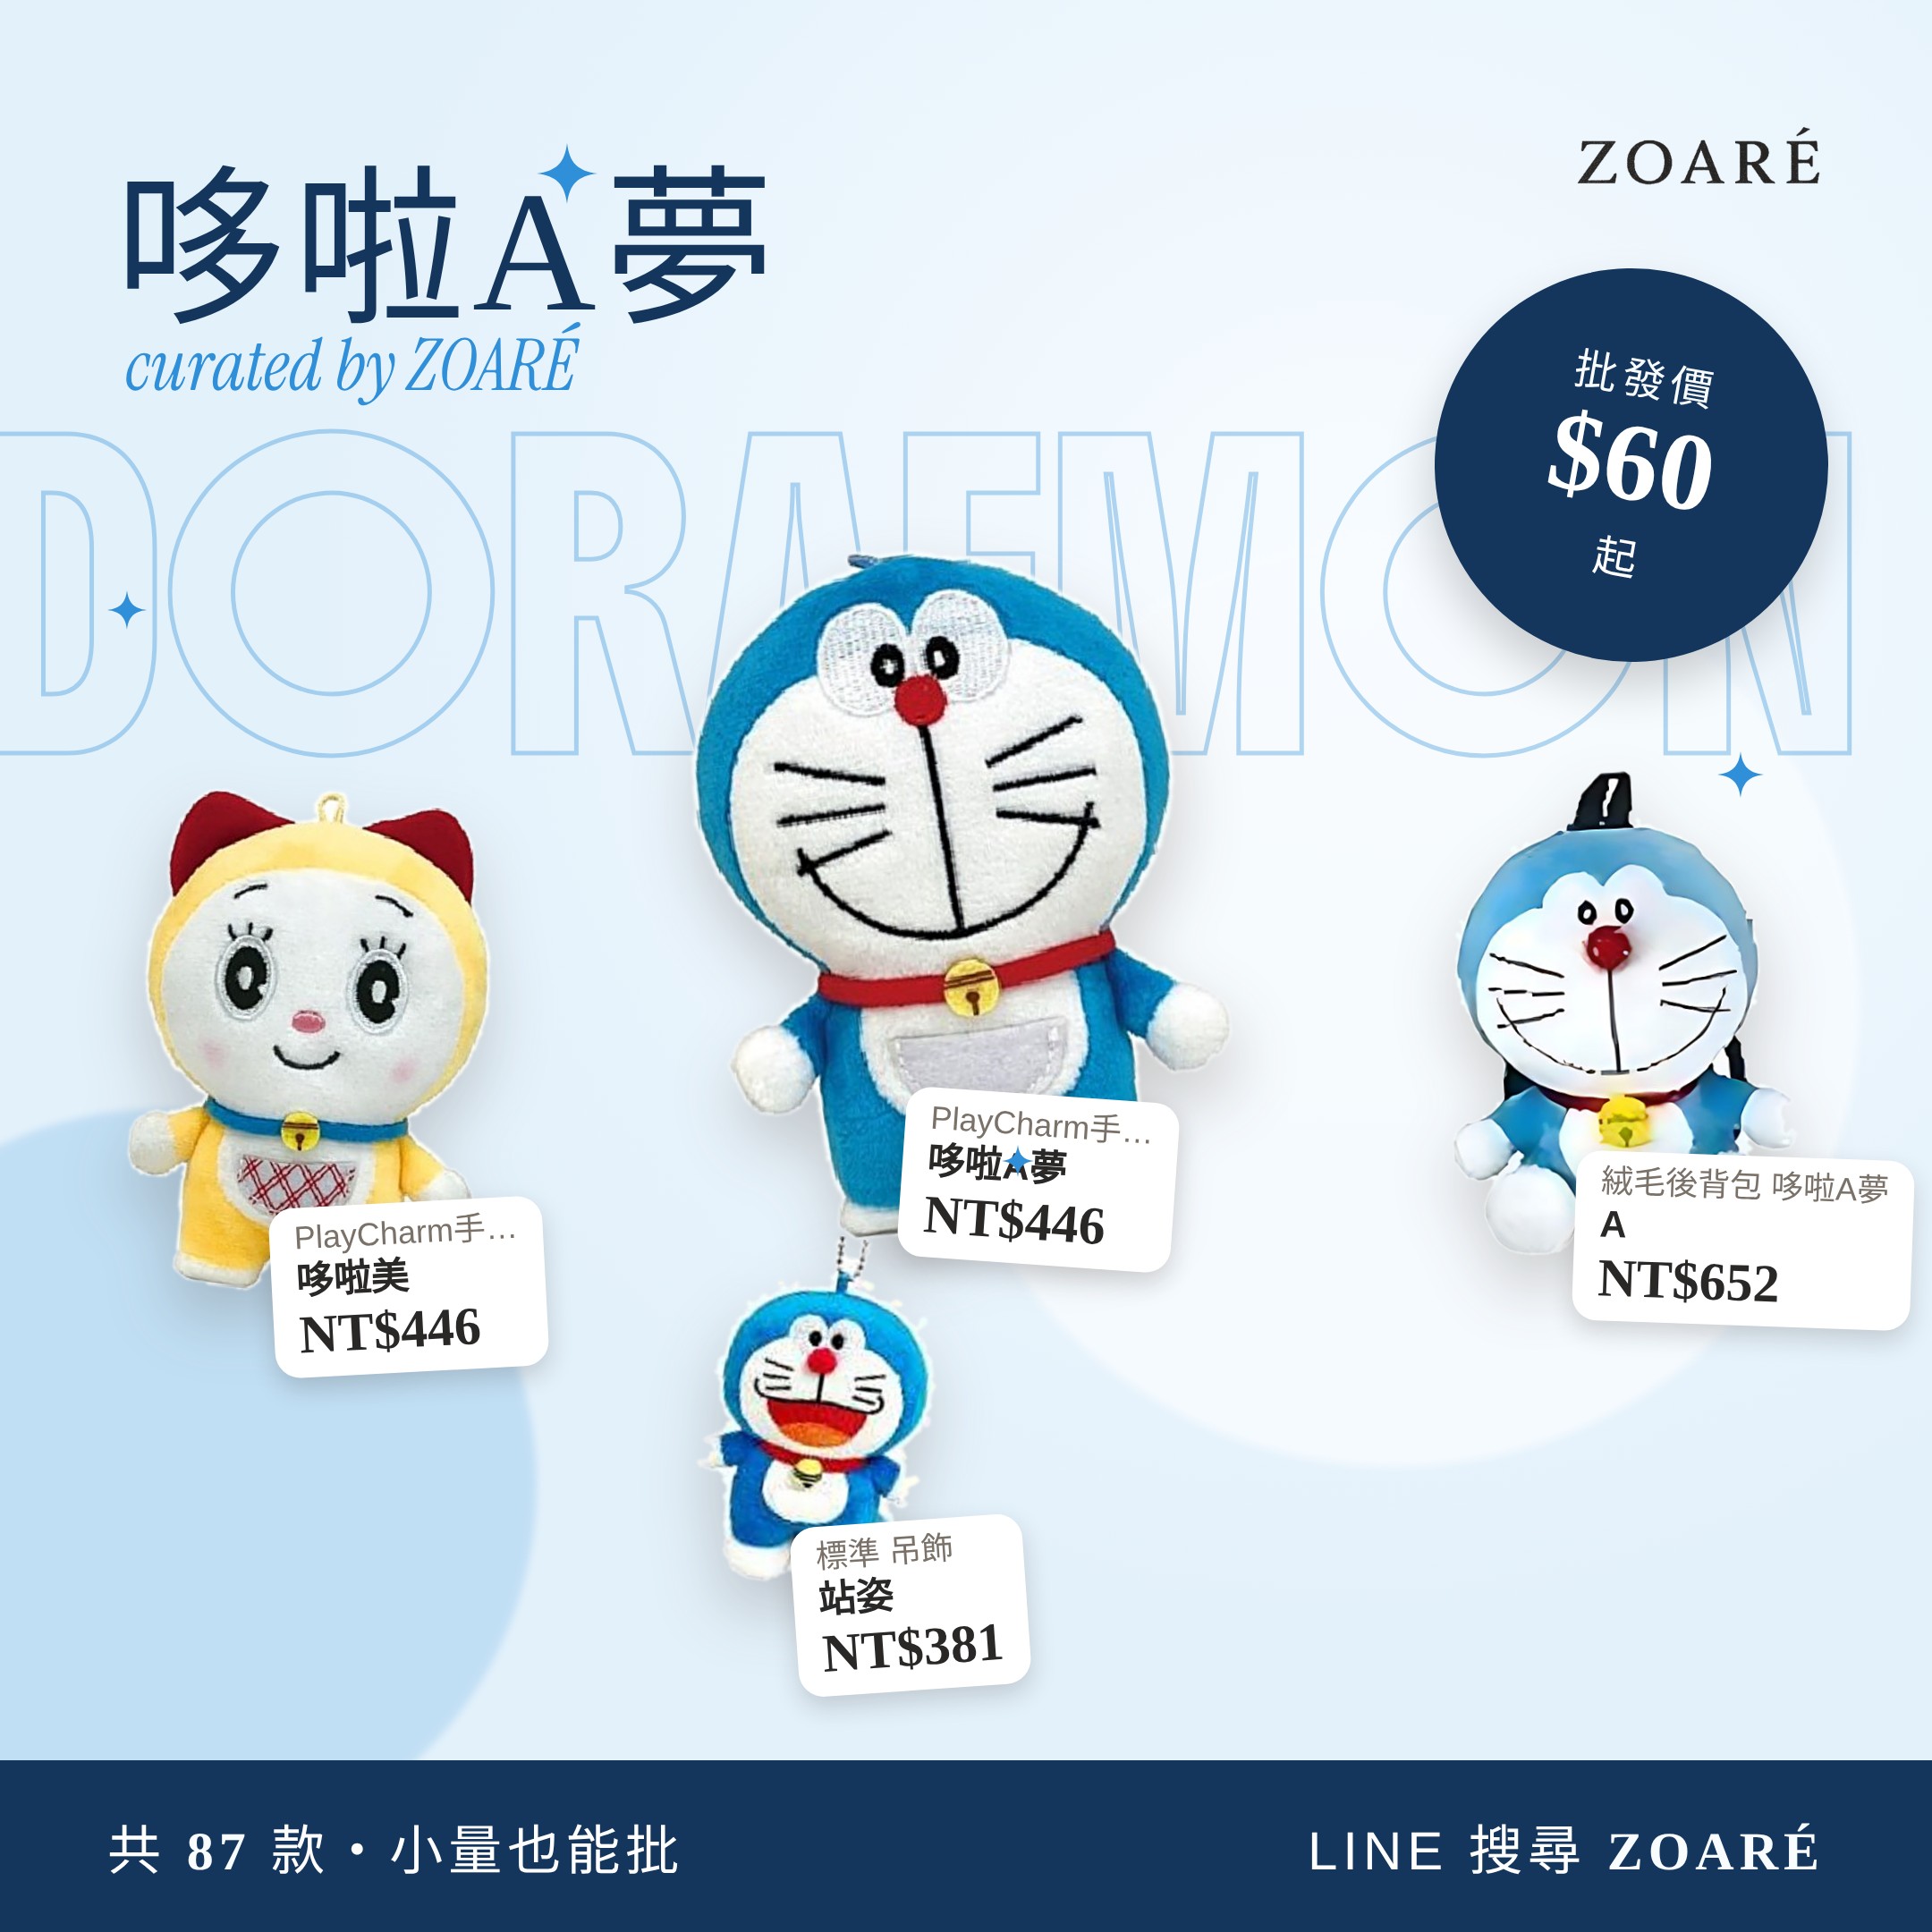 哆啦A夢
curated by ZOARÉ
ZOARÉ
批發價
$60
起
DORAEMON
PlayCharm手…
哆啦美
NT$446
PlayCharm手…
哆啦A夢
NT$446
絨毛後背包 哆啦A夢
A
NT$652
標準 吊飾
站姿
NT$381
共 87 款・小量也能批
LINE 搜尋 ZOARÉ